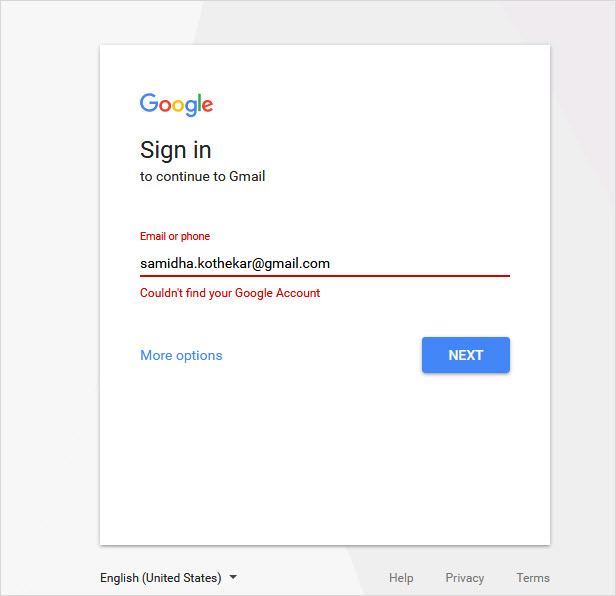 Google
Sign in
to continue to Gmail
Email or phone
samidha.kothekar@gmail.com
Couldn't find your Google Account
More options
NEXT
English (United States)
Help
Privacy
Terms